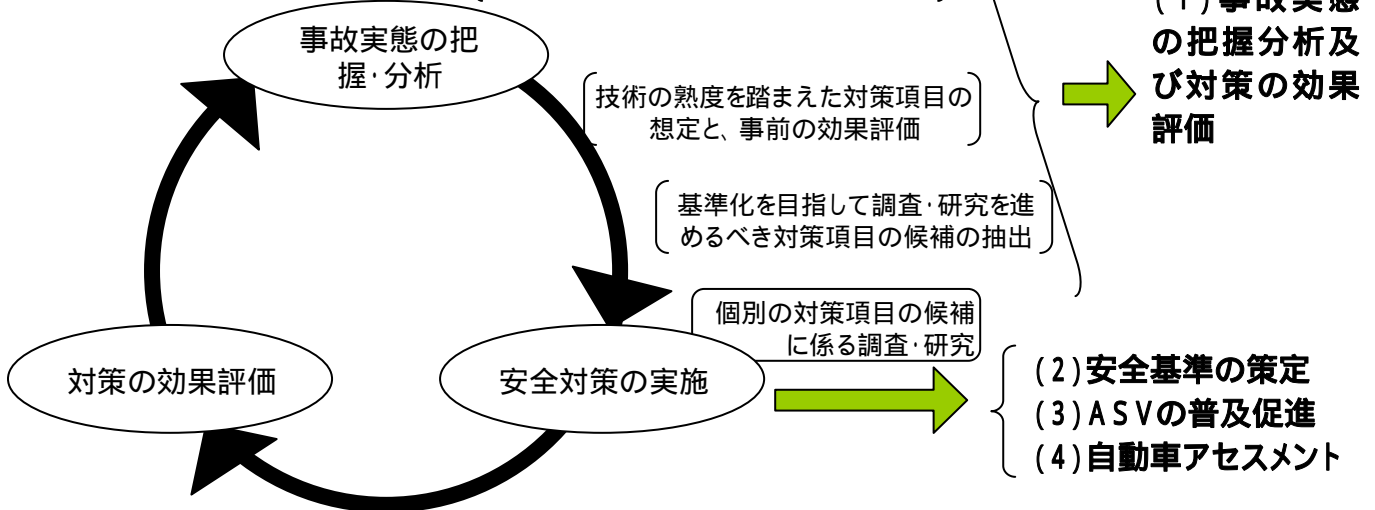 事故実態の把
握・分析
(1)事故実態
の把握分析及
び対策の効果
評価
技術の熟度を踏まえた対策項目の
想定と、事前の効果評価
基準化を目指して調査・研究を進
めるべき対策項目の候補の抽出
個別の対策項目の候補
に係る調査・研究
対策の効果評価
安全対策の実施
(2)安全基準の策定
(3)ASVの普及促進
(4)自動車アセスメント